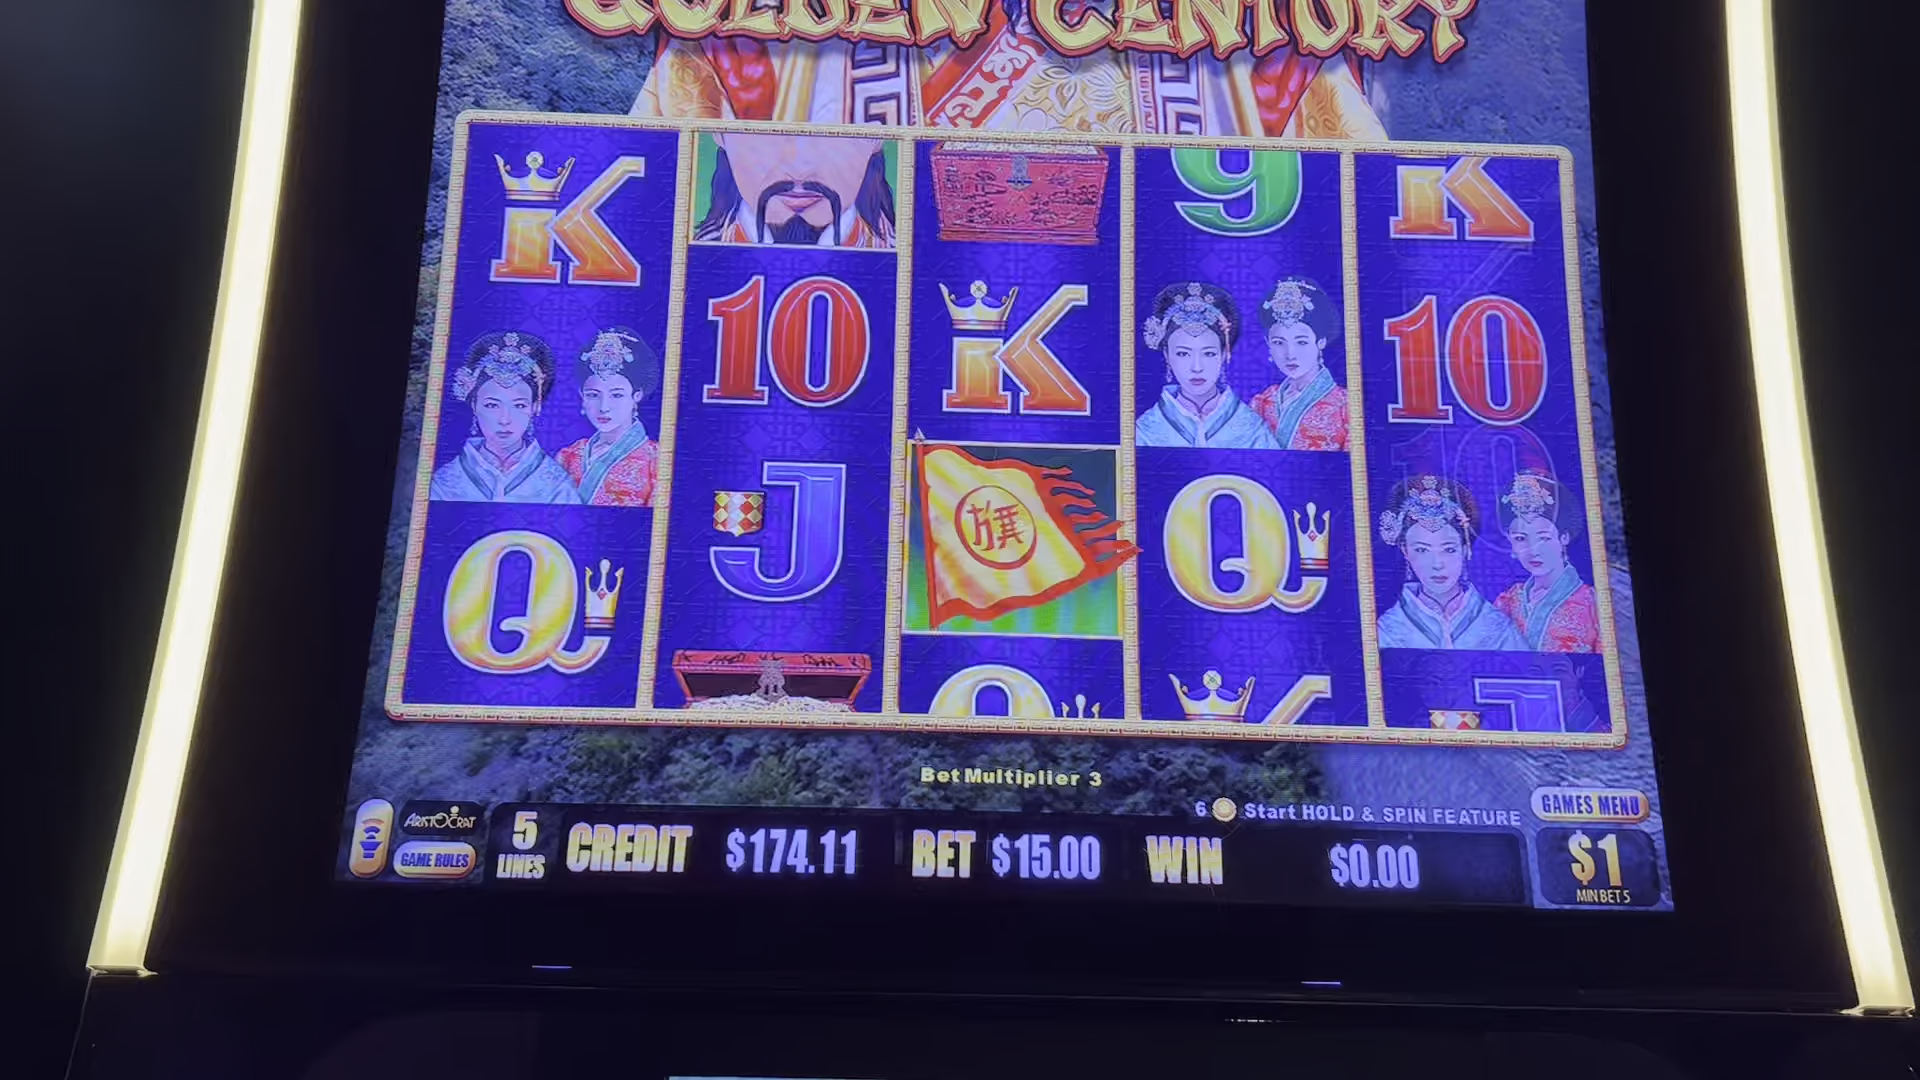 GOLDEN CENTURY
K
9
K
10
K
10
J
旗
Q
Q
Q
K
J
Bet Multiplier 3
6 Start HOLD & SPIN FEATURE
GAMES MENU
ARISTOCRAT
GAME RULES
5 LINES
CREDIT $174.11
BET $15.00
WIN $0.00
$1
MIN BET 5